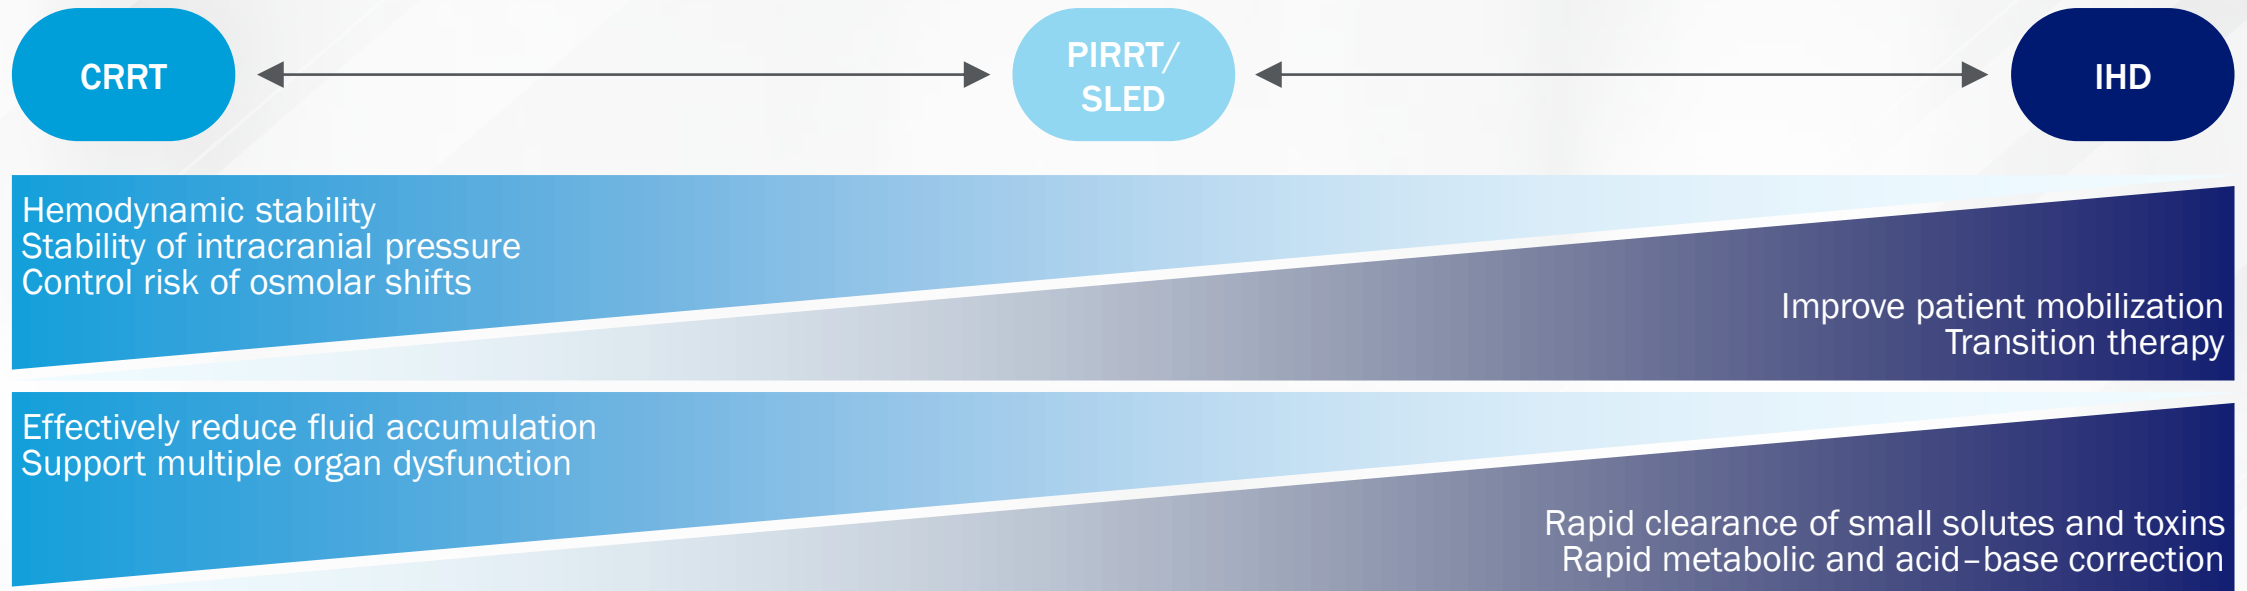 CRRT
PIRRT/
SLED
IHD
Hemodynamic stability
Stability of intracranial pressure
Control risk of osmolar shifts
Improve patient mobilization
Transition therapy
Effectively reduce fluid accumulation
Support multiple organ dysfunction
Rapid clearance of small solutes and toxins
Rapid metabolic and acid–base correction